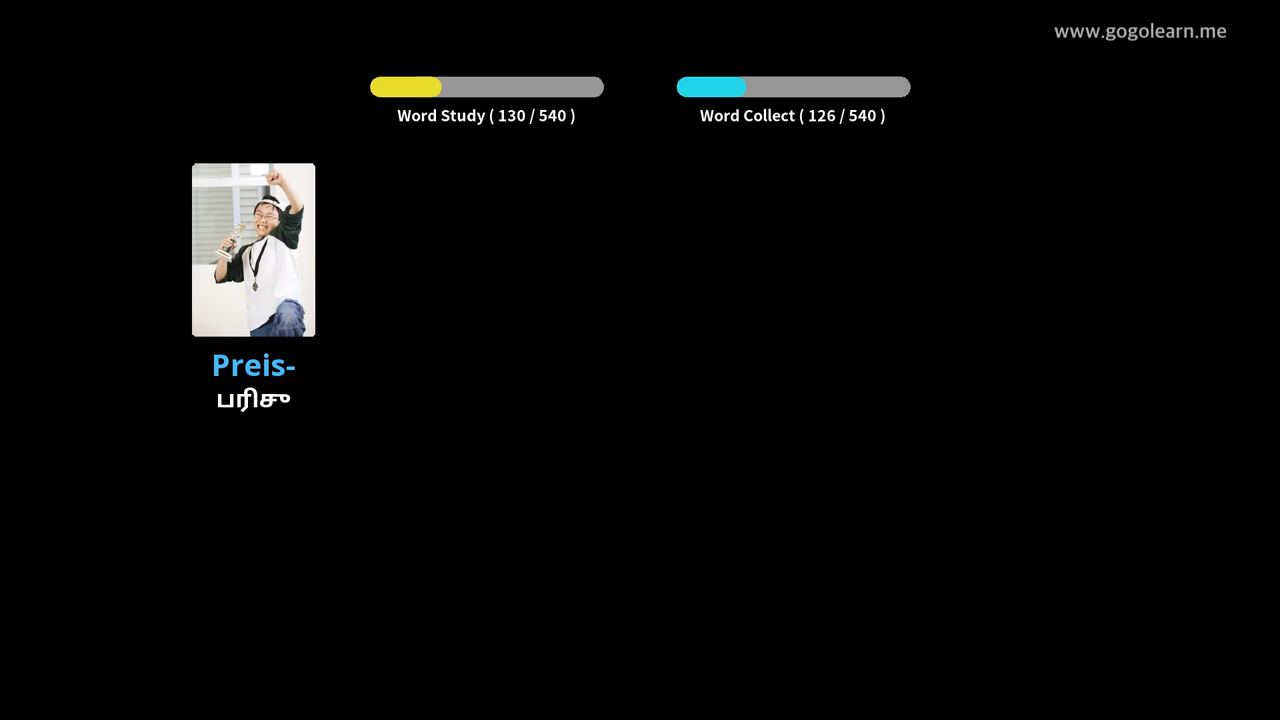 www.gogolearn.me
Word Study ( 130 / 540 )
Word Collect ( 126 / 540 )
Preis-
பரிசு